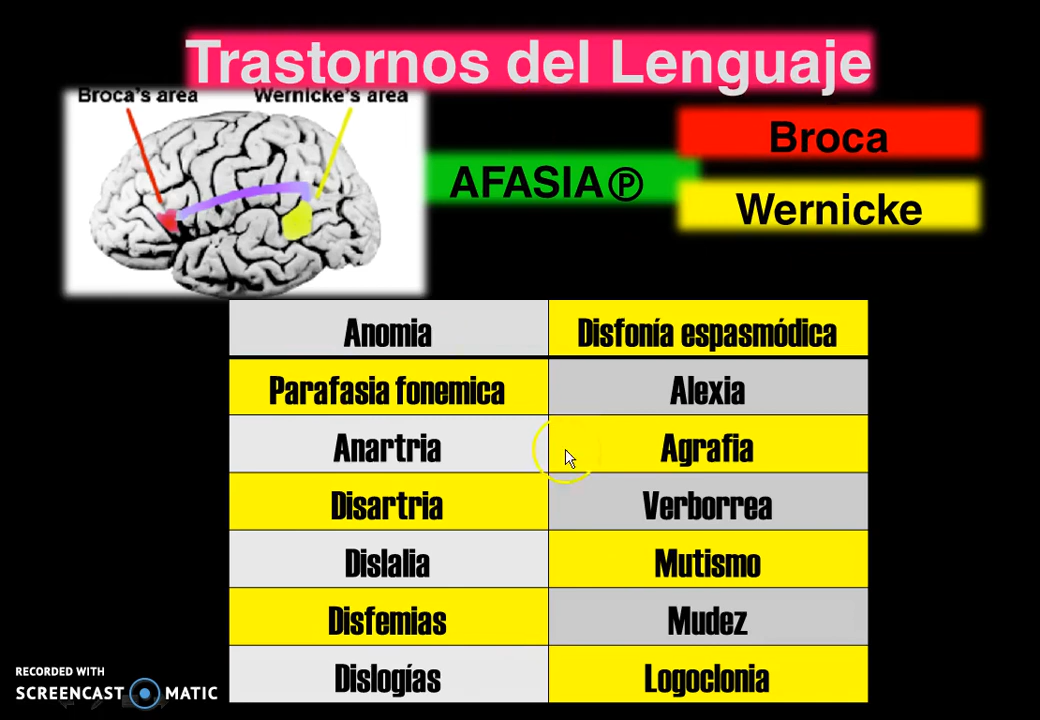 Trastornos del Lenguaje
Broca's area Wernicke's area
Broca
AFASIA Ⓟ
Wernicke
Anomia Disfonía espasmódica
Parafasia fonemica Alexia
Anartria Agrafia
Disartria Verborrea
Dislalia Mutismo
Disfemias Mudez
Dislogías Logoclonia
RECORDED WITH
SCREENCAST MATIC